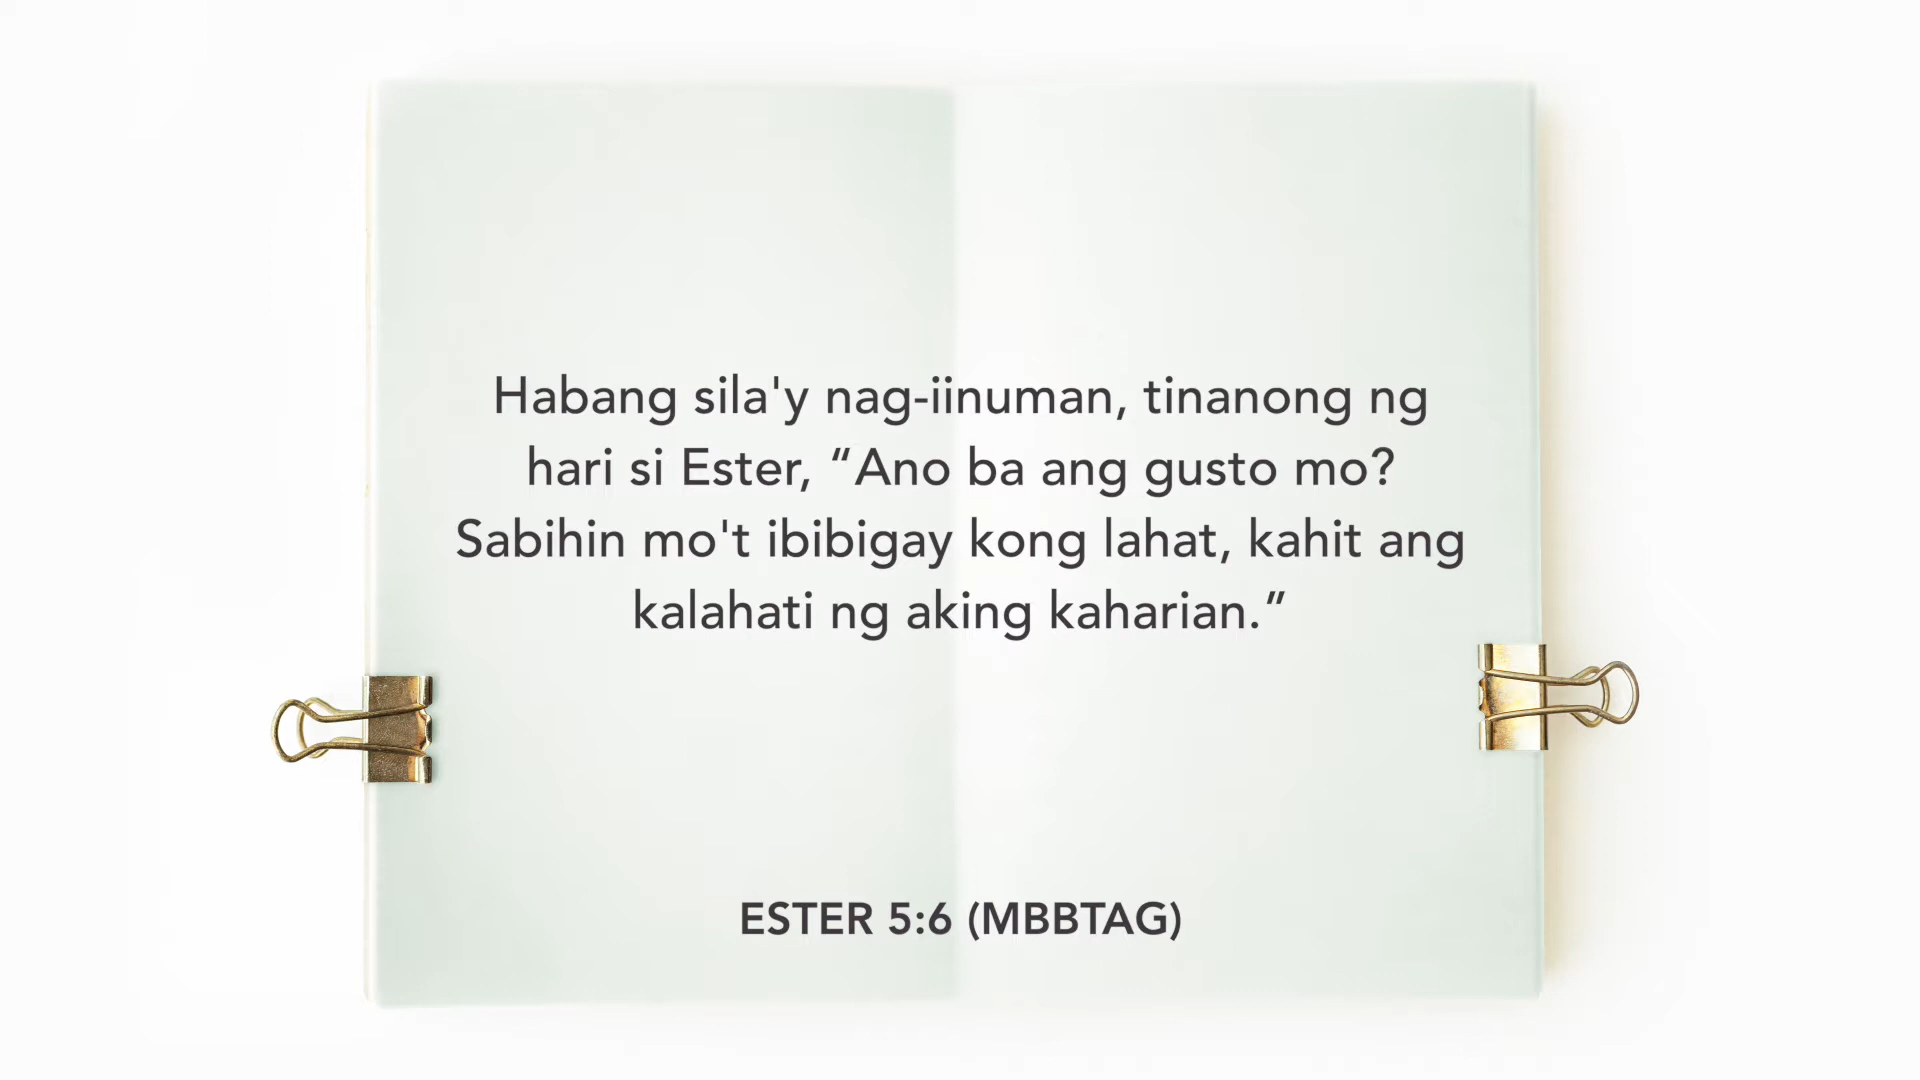 Habang sila'y nag-iinuman, tinanong ng
hari si Ester, “Ano ba ang gusto mo?
Sabihin mo't ibibigay kong lahat, kahit ang
kalahati ng aking kaharian.”
ESTER 5:6 (MBBTAG)